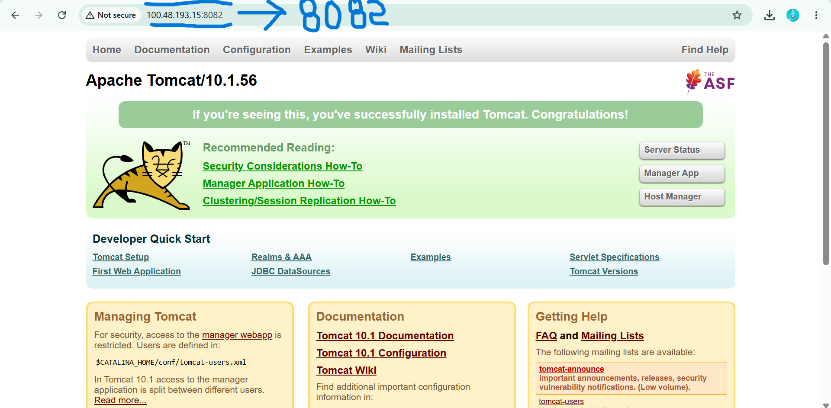 Not secure 100.48.193.15:8082 8082
Home Documentation Configuration Examples Wiki Mailing Lists Find Help
Apache Tomcat/10.1.56
THE
ASF
If you're seeing this, you've successfully installed Tomcat. Congratulations!
TM
Recommended Reading:
Security Considerations How-To
Manager Application How-To
Clustering/Session Replication How-To
Server Status
Manager App
Host Manager
Developer Quick Start
Tomcat Setup
First Web Application
Realms & AAA
JDBC DataSources
Examples
Servlet Specifications
Tomcat Versions
Managing Tomcat
For security, access to the manager webapp is
restricted. Users are defined in:
$CATALINA_HOME/conf/tomcat-users.xml
In Tomcat 10.1 access to the manager
application is split between different users.
Read more...
Documentation
Tomcat 10.1 Documentation
Tomcat 10.1 Configuration
Tomcat Wiki
Find additional important configuration
information in:
Getting Help
FAQ and Mailing Lists
The following mailing lists are available:
tomcat-announce
Important announcements, releases, security
vulnerability notifications. (Low volume).
tomcat-users